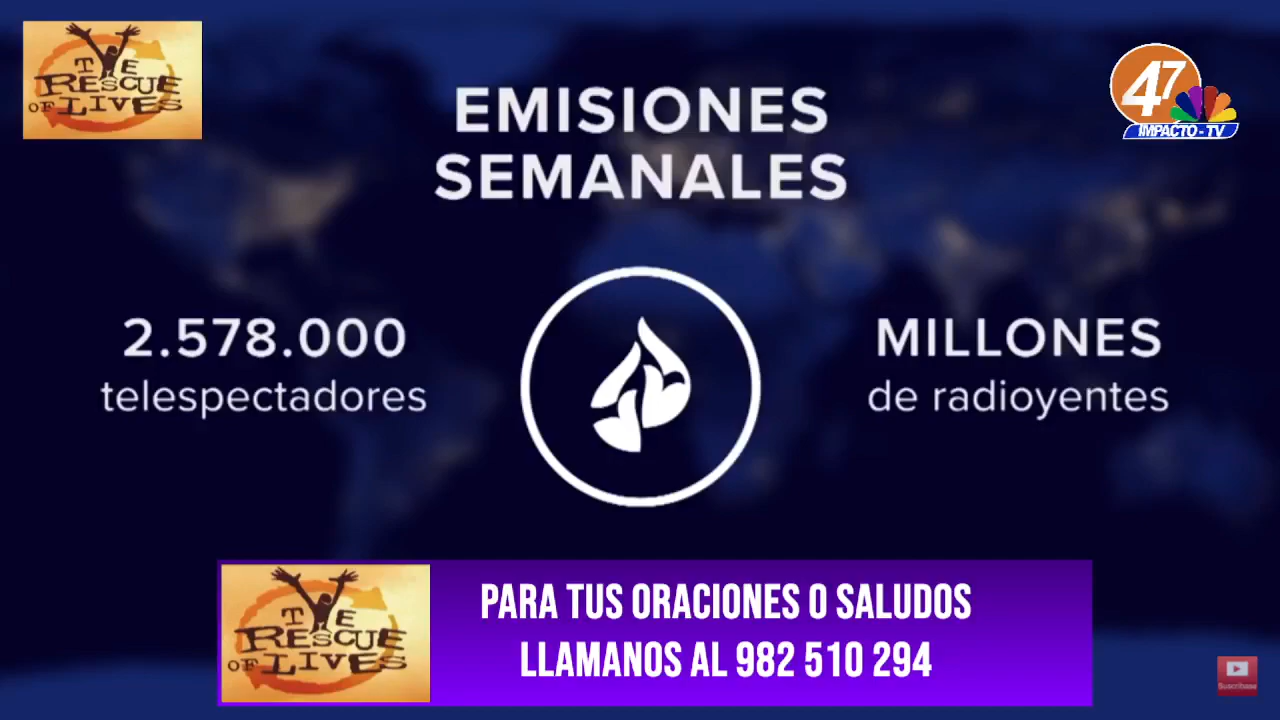 THE
RESCUE
OF LIVES
47
IMPACTO - TV
EMISIONES
SEMANALES
2.578.000
telespectadores
MILLONES
de radioyentes
THE
RESCUE
OF LIVES
PARA TUS ORACIONES O SALUDOS
LLAMANOS AL 982 510 294
Suscribase